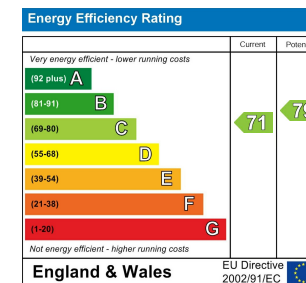 Energy Efficiency Rating
Current
Very energy efficient - lower running costs
(92 plus) A
(81-91) B
(69-80) C
71
(55-68) D
(39-54) E
(21-38) F
(1-20) G
Not energy efficient - higher running costs
England & Wales
EU Directive
2002/91/EC